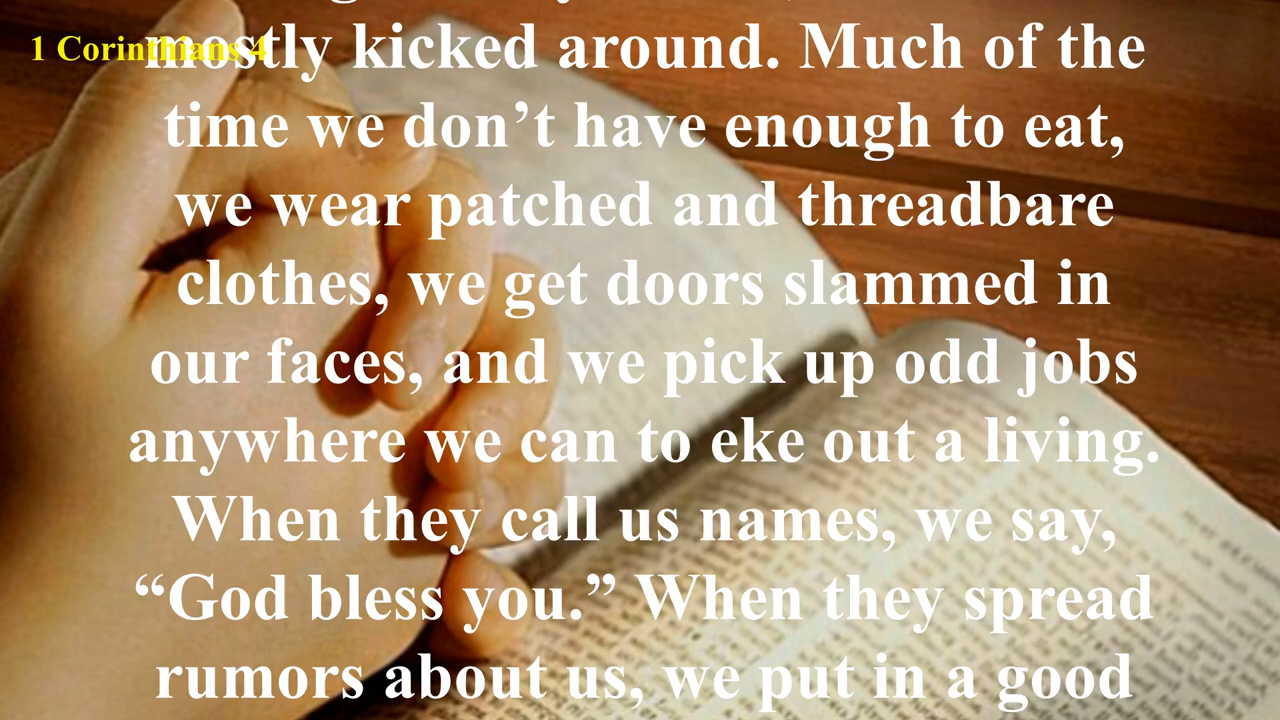 1 Corinthians 4
mostly kicked around. Much of the
time we don’t have enough to eat,
we wear patched and threadbare
clothes, we get doors slammed in
our faces, and we pick up odd jobs
anywhere we can to eke out a living.
When they call us names, we say,
“God bless you.” When they spread
rumors about us, we put in a good